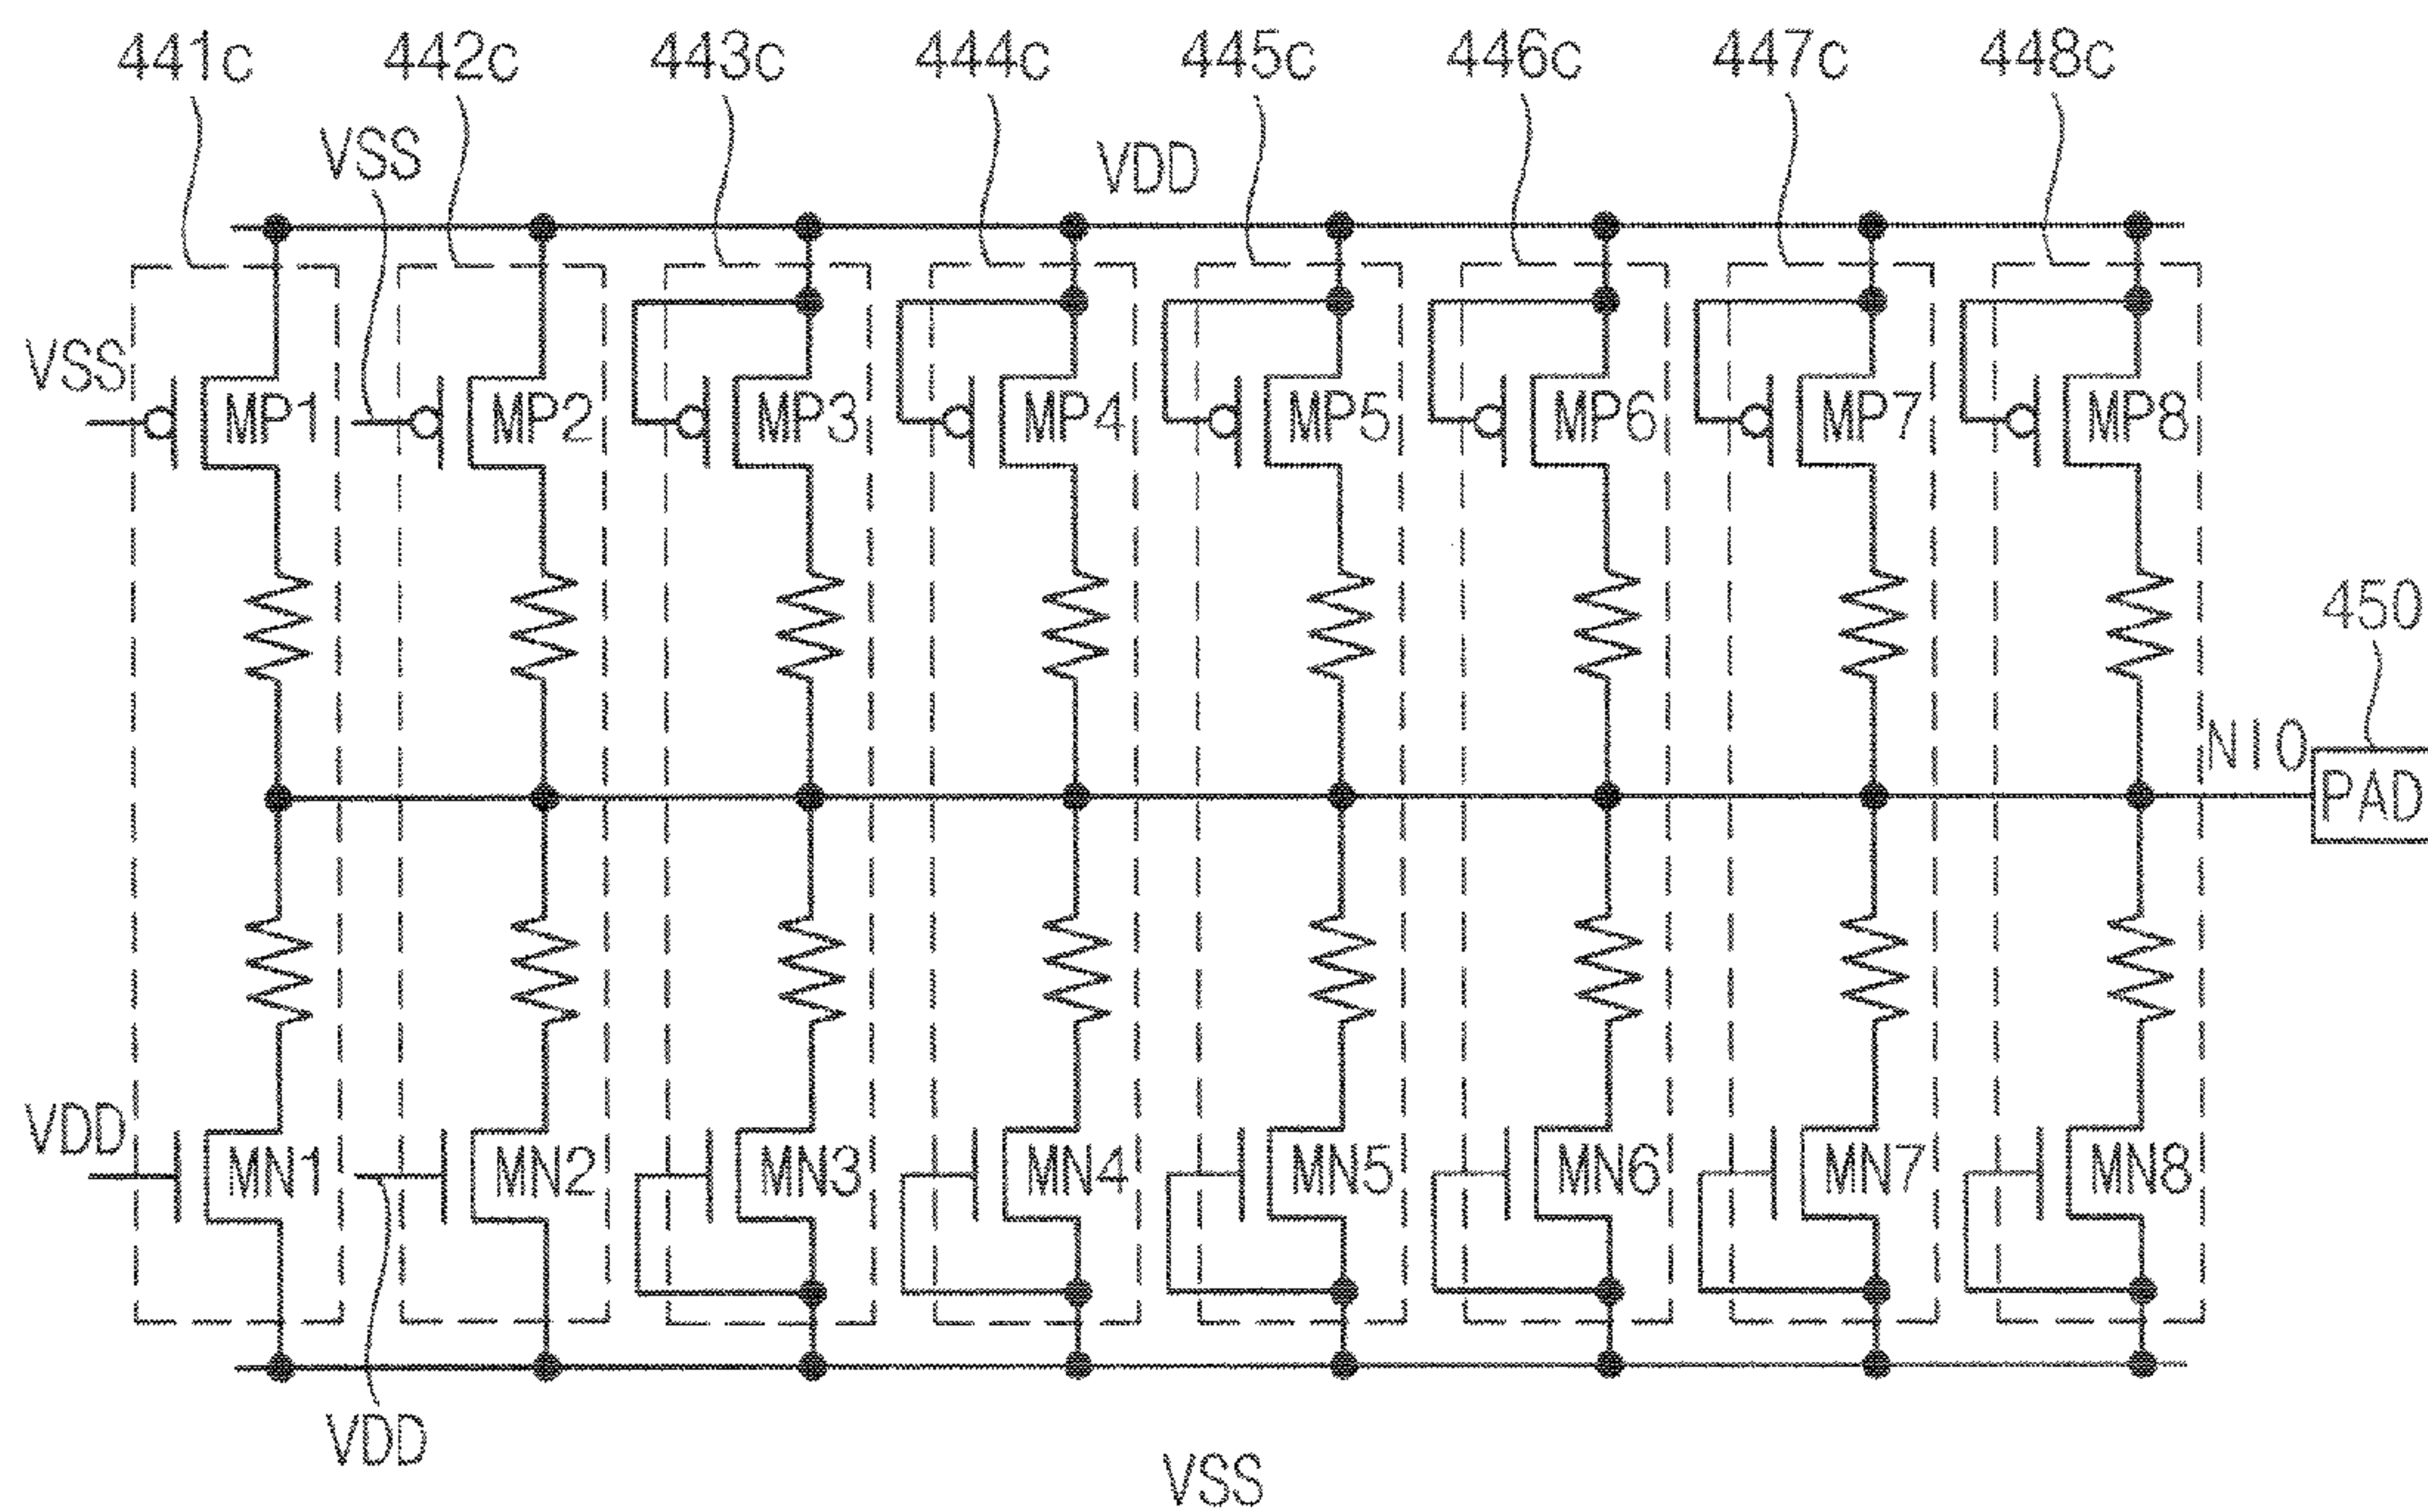 441c 442c 443c 444c 445c 446c 447c 448c
VSS VDD
VSS MP1 MP2 MP3 MP4 MP5 MP6 MP7 MP8
450
NIO
PAD
VDD MN1 MN2 MN3 MN4 MN5 MN6 MN7 MN8
VDD
VSS